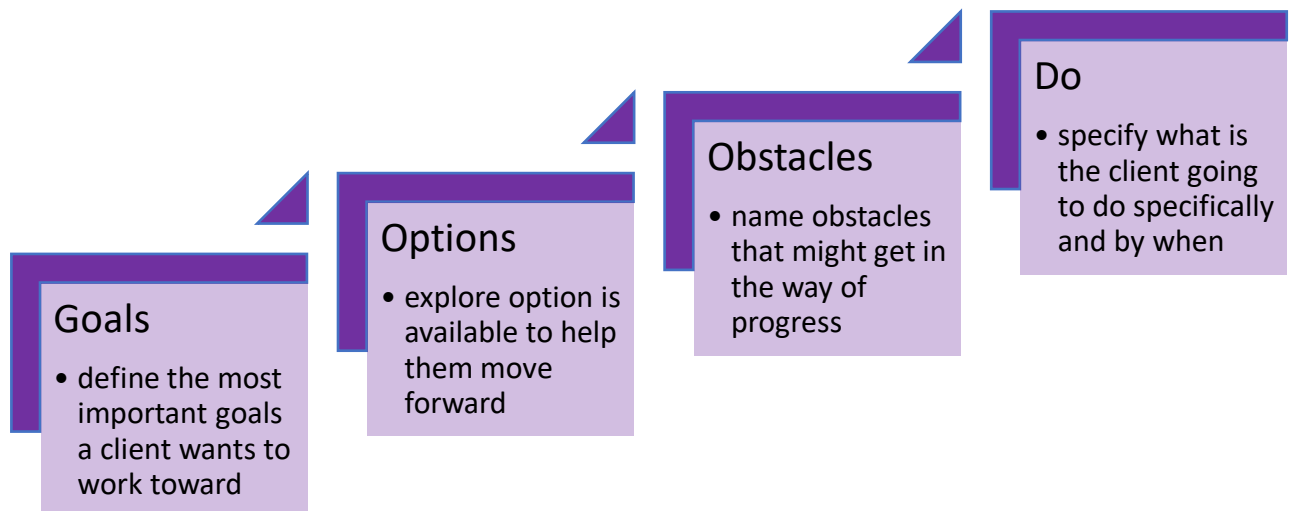 Goals
• define the most
important goals
a client wants to
work toward
Options
• explore option is
available to help
them move
forward
Obstacles
• name obstacles
that might get in
the way of
progress
Do
• specify what is
the client going
to do specifically
and by when